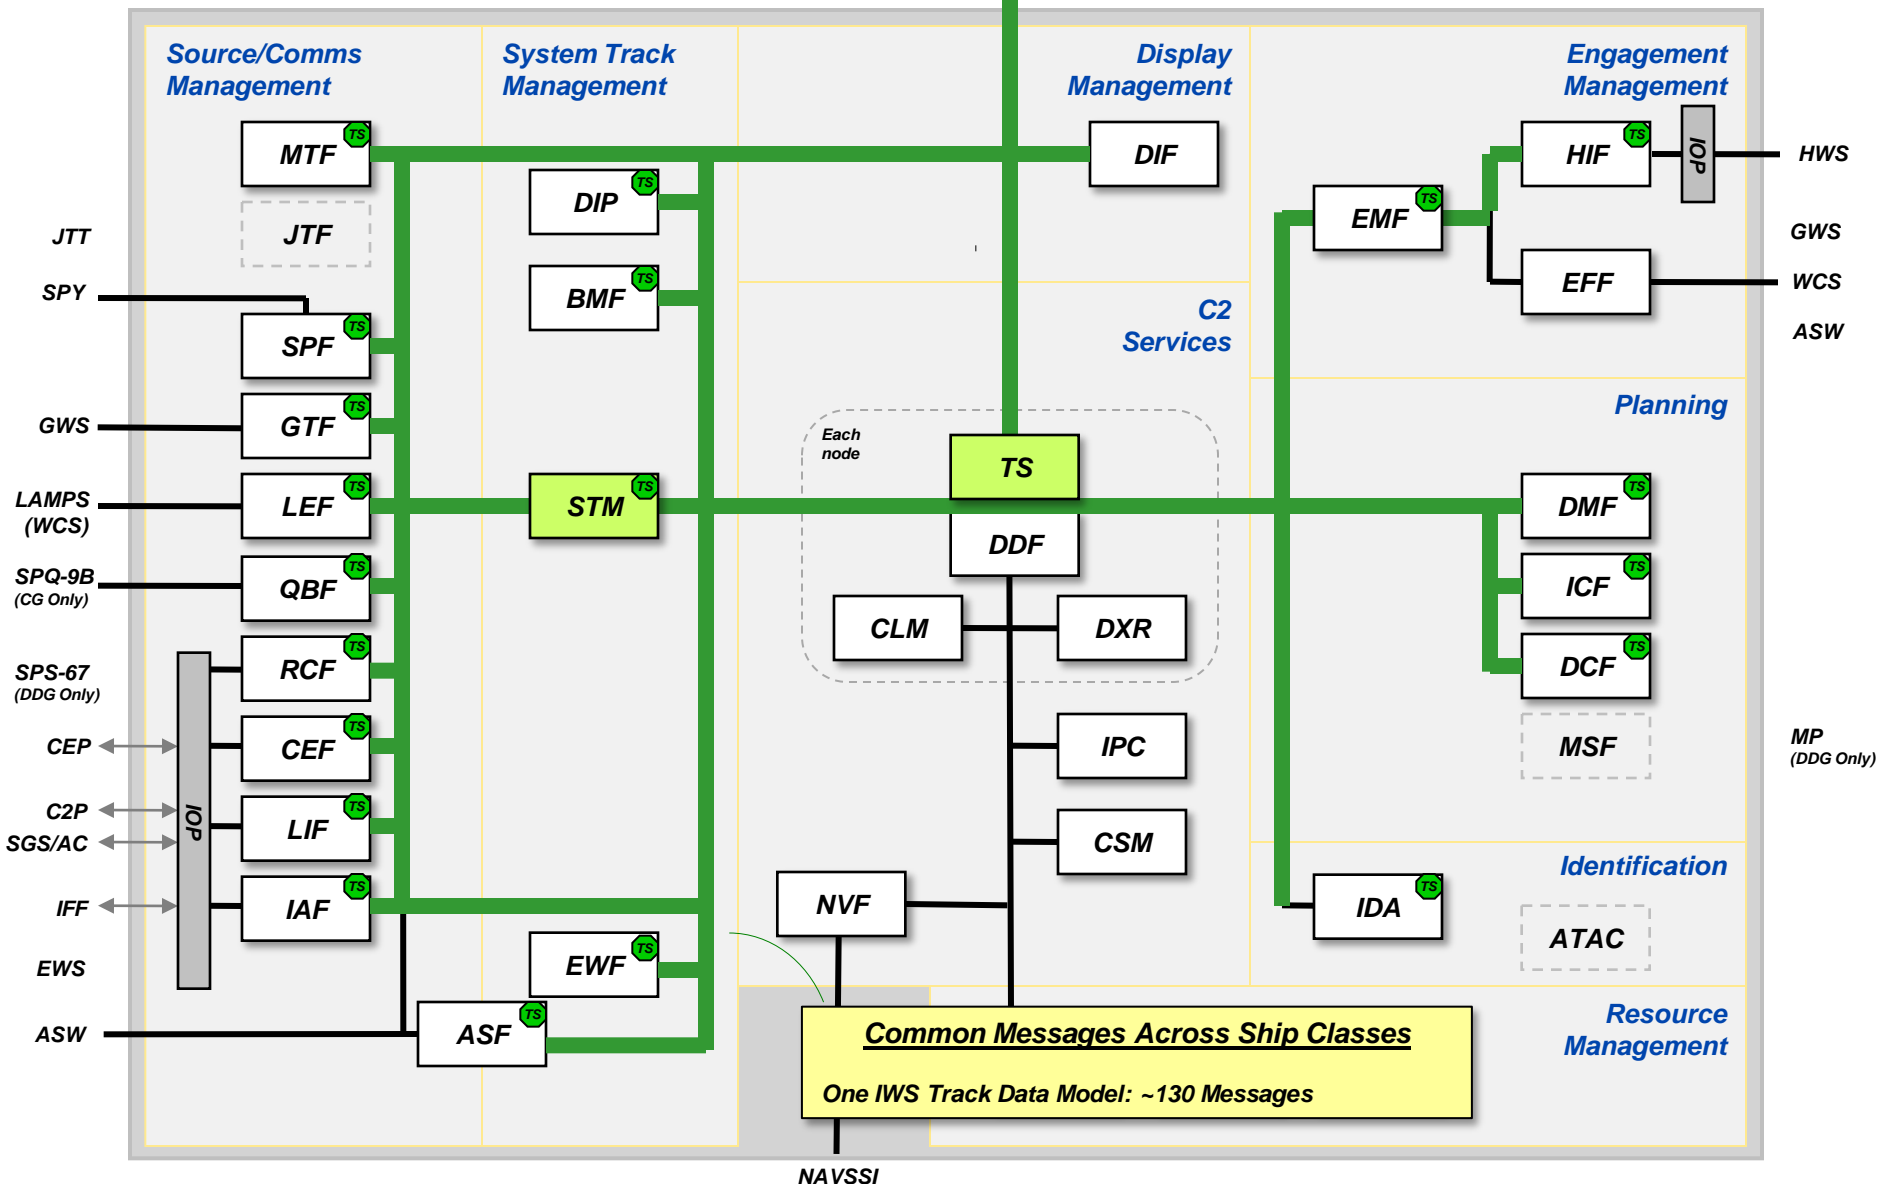 Source/Comms
Management
System Track
Management
Display
Management
Engagement
Management
MTF
TS
JTF
SPF
TS
GTF
TS
LEF
TS
QBF
TS
RCF
TS
CEF
TS
LIF
TS
IAF
TS
IOP
JTT
SPY
GWS
LAMPS
(WCS)
SPQ-9B
(CG Only)
SPS-67
(DDG Only)
CEP
C2P
SGS/AC
IFF
EWS
ASW
DIP
TS
BMF
TS
STM
TS
EWF
TS
ASF
TS
DIF
C2
Services
Each
node
TS
DDF
CLM
DXR
IPC
CSM
NVF
EMF
TS
HIF
TS
EFF
IOP
HWS
GWS
WCS
ASW
Planning
DMF
TS
ICF
TS
DCF
TS
MSF
MP
(DDG Only)
Identification
IDA
TS
ATAC
Resource
Management
Common Messages Across Ship Classes
One IWS Track Data Model: ~130 Messages
NAVSSI